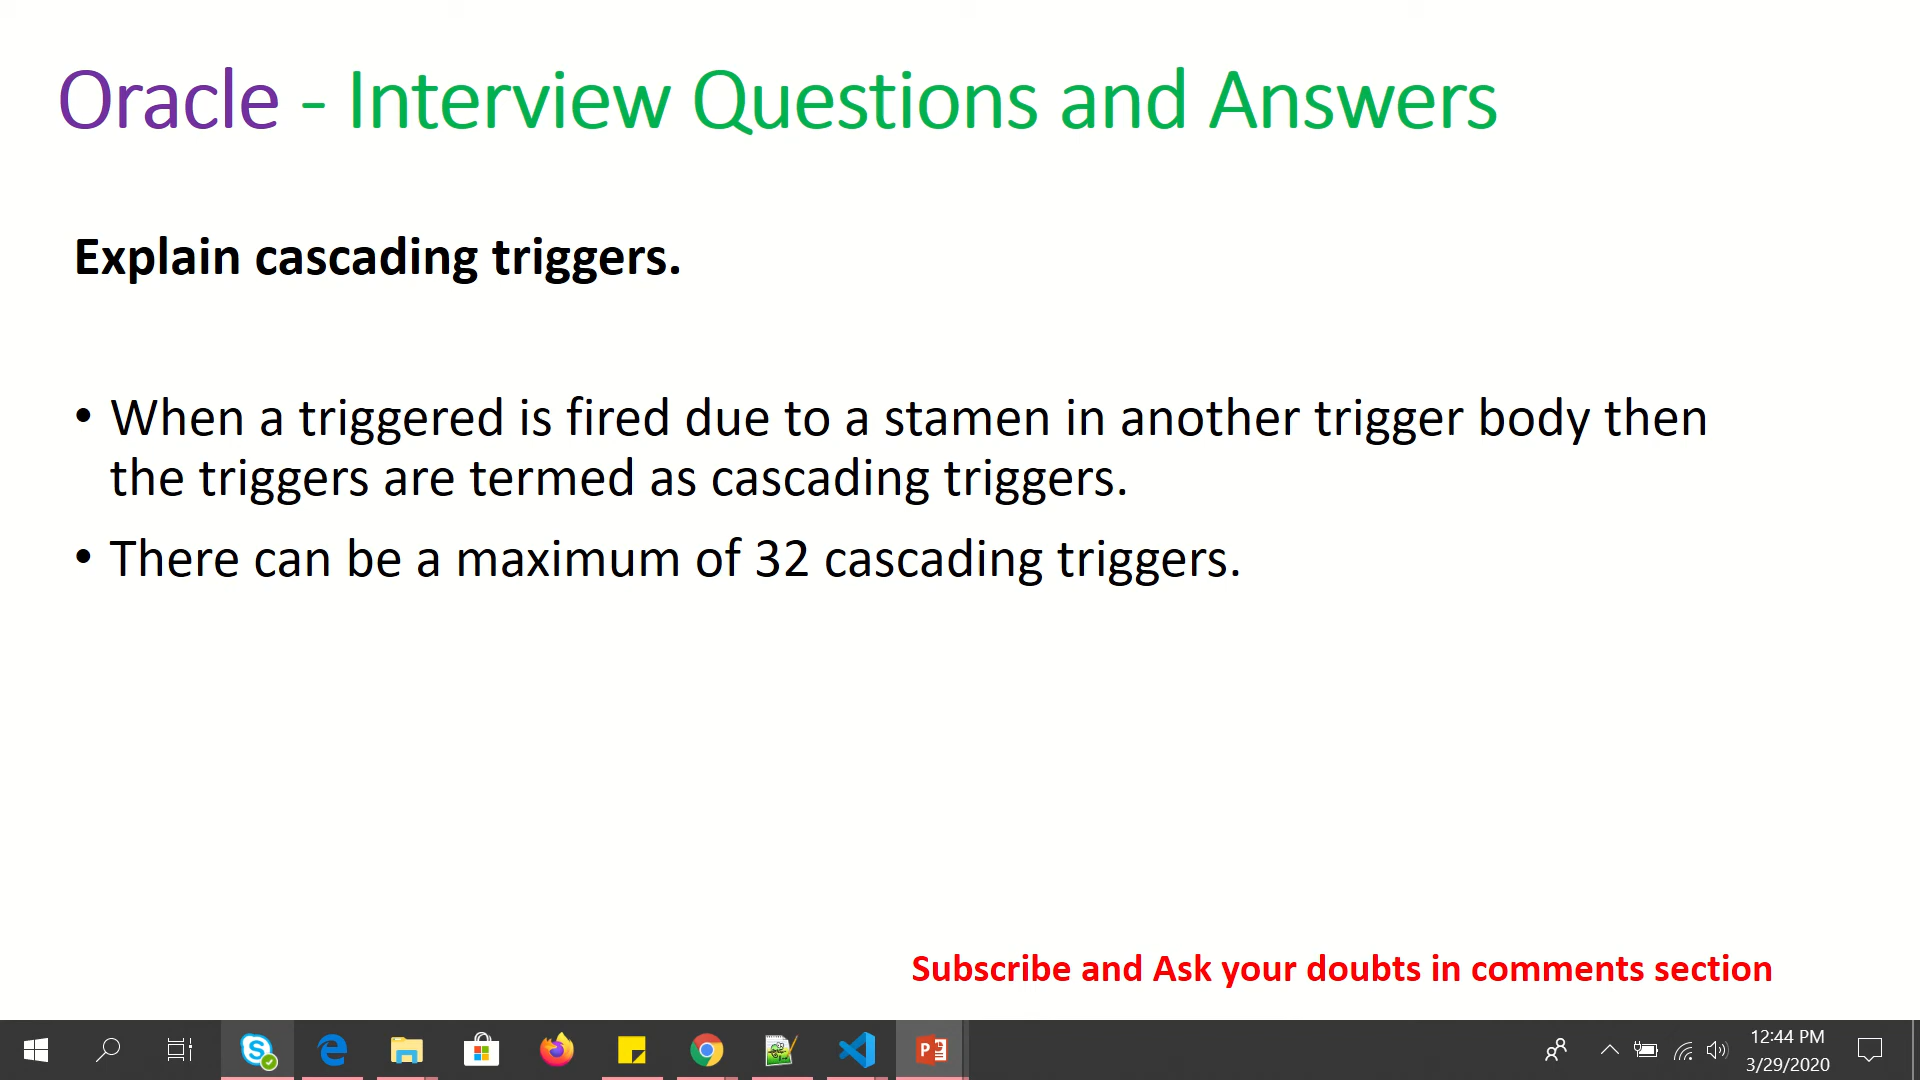 Oracle - Interview Questions and Answers
Explain cascading triggers.
• When a triggered is fired due to a stamen in another trigger body then
the triggers are termed as cascading triggers.
• There can be a maximum of 32 cascading triggers.
Subscribe and Ask your doubts in comments section
12:44 PM
3/29/2020